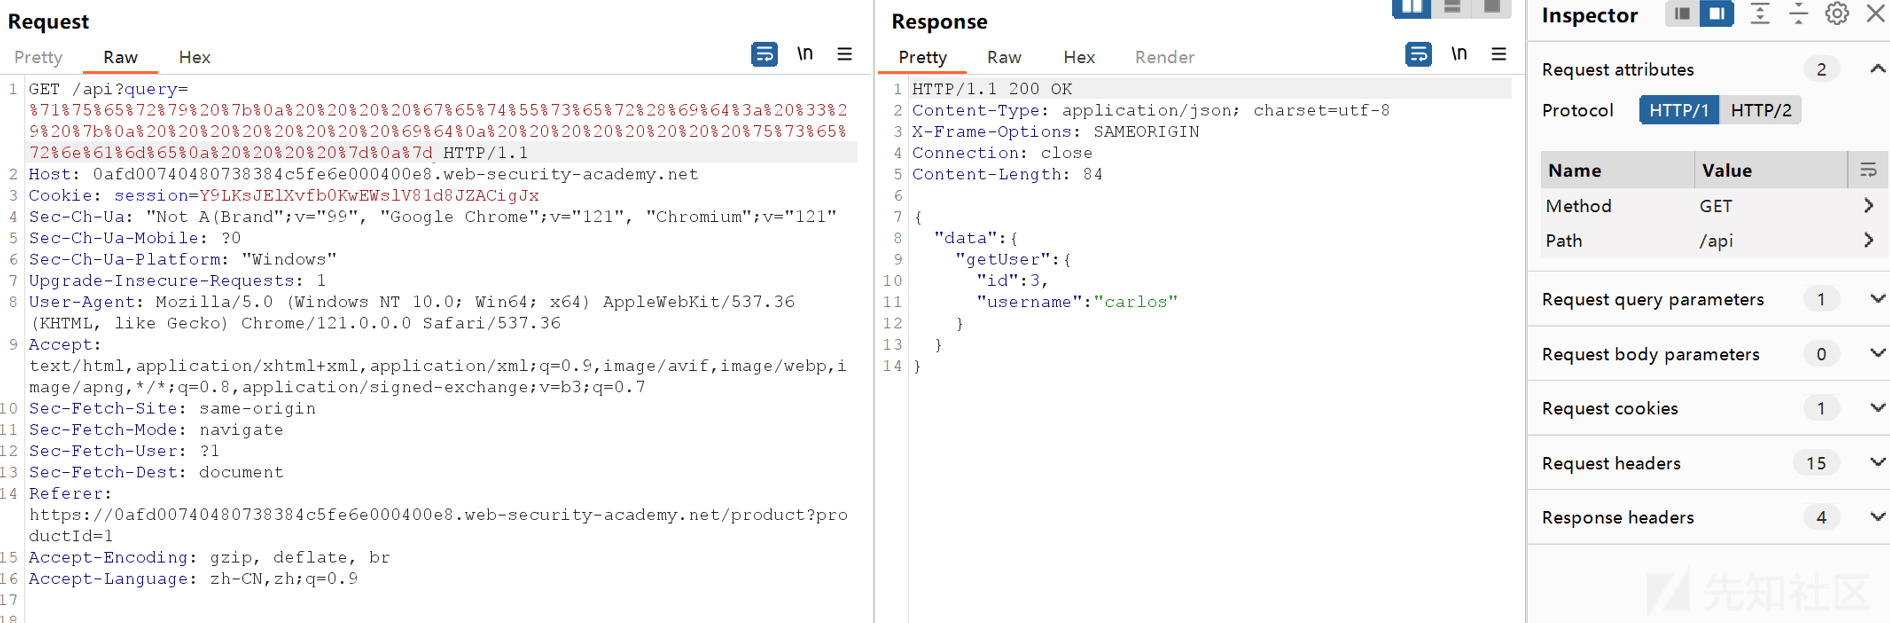 Request
Pretty Raw Hex \n
1 GET /api?query=
%71%75%65%72%79%20%7b%0a%20%20%20%20%67%65%74%55%73%65%72%28%69%64%3a%20%33%2
9%20%7b%0a%20%20%20%20%20%20%20%20%69%64%0a%20%20%20%20%20%20%20%20%75%73%65%
72%6e%61%6d%65%0a%20%20%20%20%7d%0a%7d HTTP/1.1
2 Host: 0afd00740480738384c5fe6e000400e8.web-security-academy.net
3 Cookie: session=Y9LKsJElXvfb0KwEWslV81d8JZACigJx
4 Sec-Ch-Ua: "Not A(Brand";v="99", "Google Chrome";v="121", "Chromium";v="121"
5 Sec-Ch-Ua-Mobile: ?0
6 Sec-Ch-Ua-Platform: "Windows"
7 Upgrade-Insecure-Requests: 1
8 User-Agent: Mozilla/5.0 (Windows NT 10.0; Win64; x64) AppleWebKit/537.36
(KHTML, like Gecko) Chrome/121.0.0.0 Safari/537.36
9 Accept:
text/html,application/xhtml+xml,application/xml;q=0.9,image/avif,image/webp,i
mage/apng,*/*;q=0.8,application/signed-exchange;v=b3;q=0.7
10 Sec-Fetch-Site: same-origin
11 Sec-Fetch-Mode: navigate
12 Sec-Fetch-User: ?1
13 Sec-Fetch-Dest: document
14 Referer:
https://0afd00740480738384c5fe6e000400e8.web-security-academy.net/product?pro
ductId=1
15 Accept-Encoding: gzip, deflate, br
16 Accept-Language: zh-CN,zh;q=0.9
17
18
Response
Pretty Raw Hex Render \n
1 HTTP/1.1 200 OK
2 Content-Type: application/json; charset=utf-8
3 X-Frame-Options: SAMEORIGIN
4 Connection: close
5 Content-Length: 84
6
7 {
8 "data":{
9 "getUser":{
10 "id":3,
11 "username":"carlos"
12 }
13 }
14 }
Inspector
Request attributes 2
Protocol HTTP/1 HTTP/2
Name Value
Method GET
Path /api
Request query parameters 1
Request body parameters 0
Request cookies 1
Request headers 15
Response headers 4
先知社区